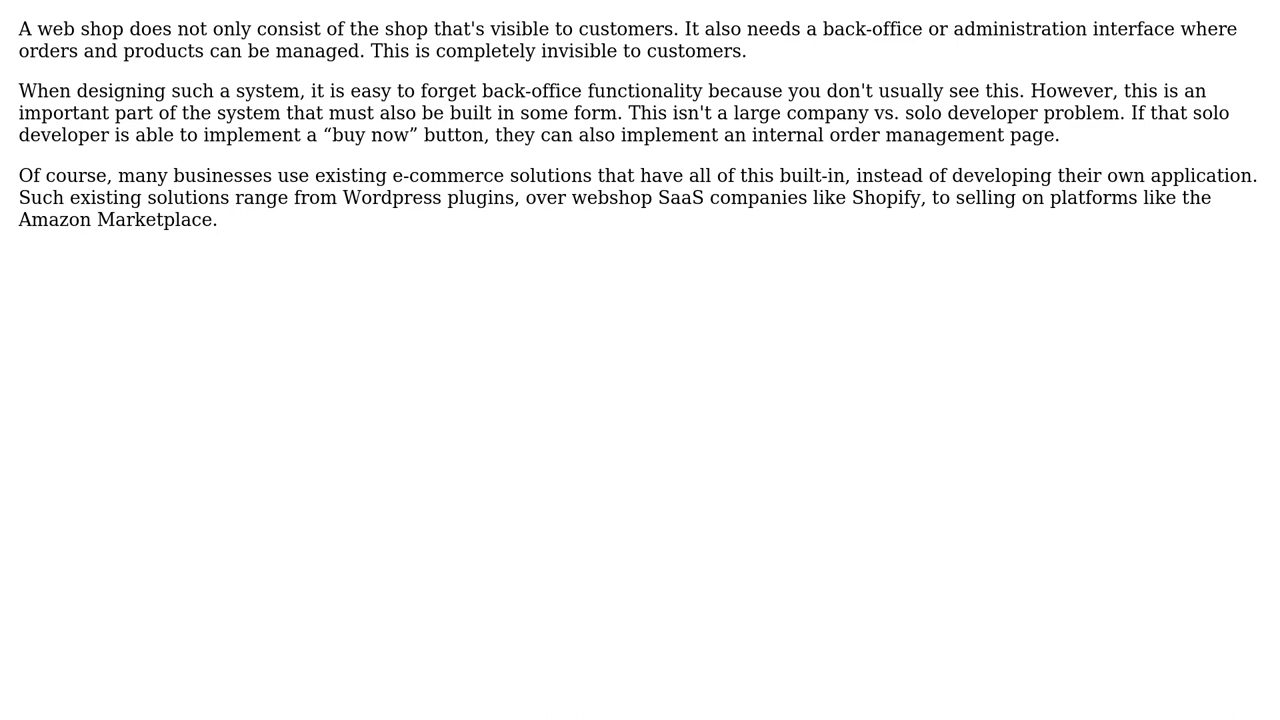 A web shop does not only consist of the shop that's visible to customers. It also needs a back-office or administration interface where
orders and products can be managed. This is completely invisible to customers.
When designing such a system, it is easy to forget back-office functionality because you don't usually see this. However, this is an
important part of the system that must also be built in some form. This isn't a large company vs. solo developer problem. If that solo
developer is able to implement a “buy now” button, they can also implement an internal order management page.
Of course, many businesses use existing e-commerce solutions that have all of this built-in, instead of developing their own application.
Such existing solutions range from Wordpress plugins, over webshop SaaS companies like Shopify, to selling on platforms like the
Amazon Marketplace.